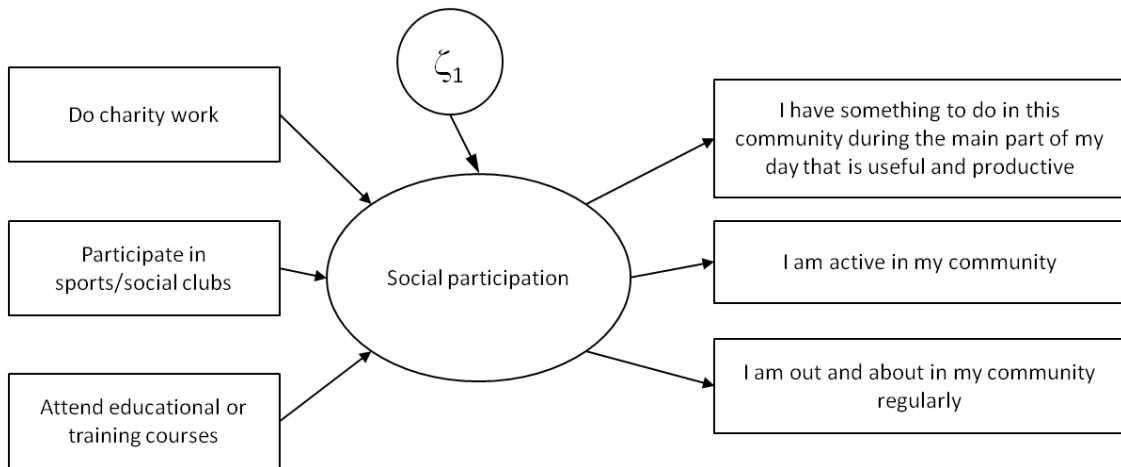 ζ1
Do charity work
Participate in
sports/social clubs
Attend educational or
training courses
Social participation
I have something to do in this
community during the main part of my
day that is useful and productive
I am active in my community
I am out and about in my community
regularly